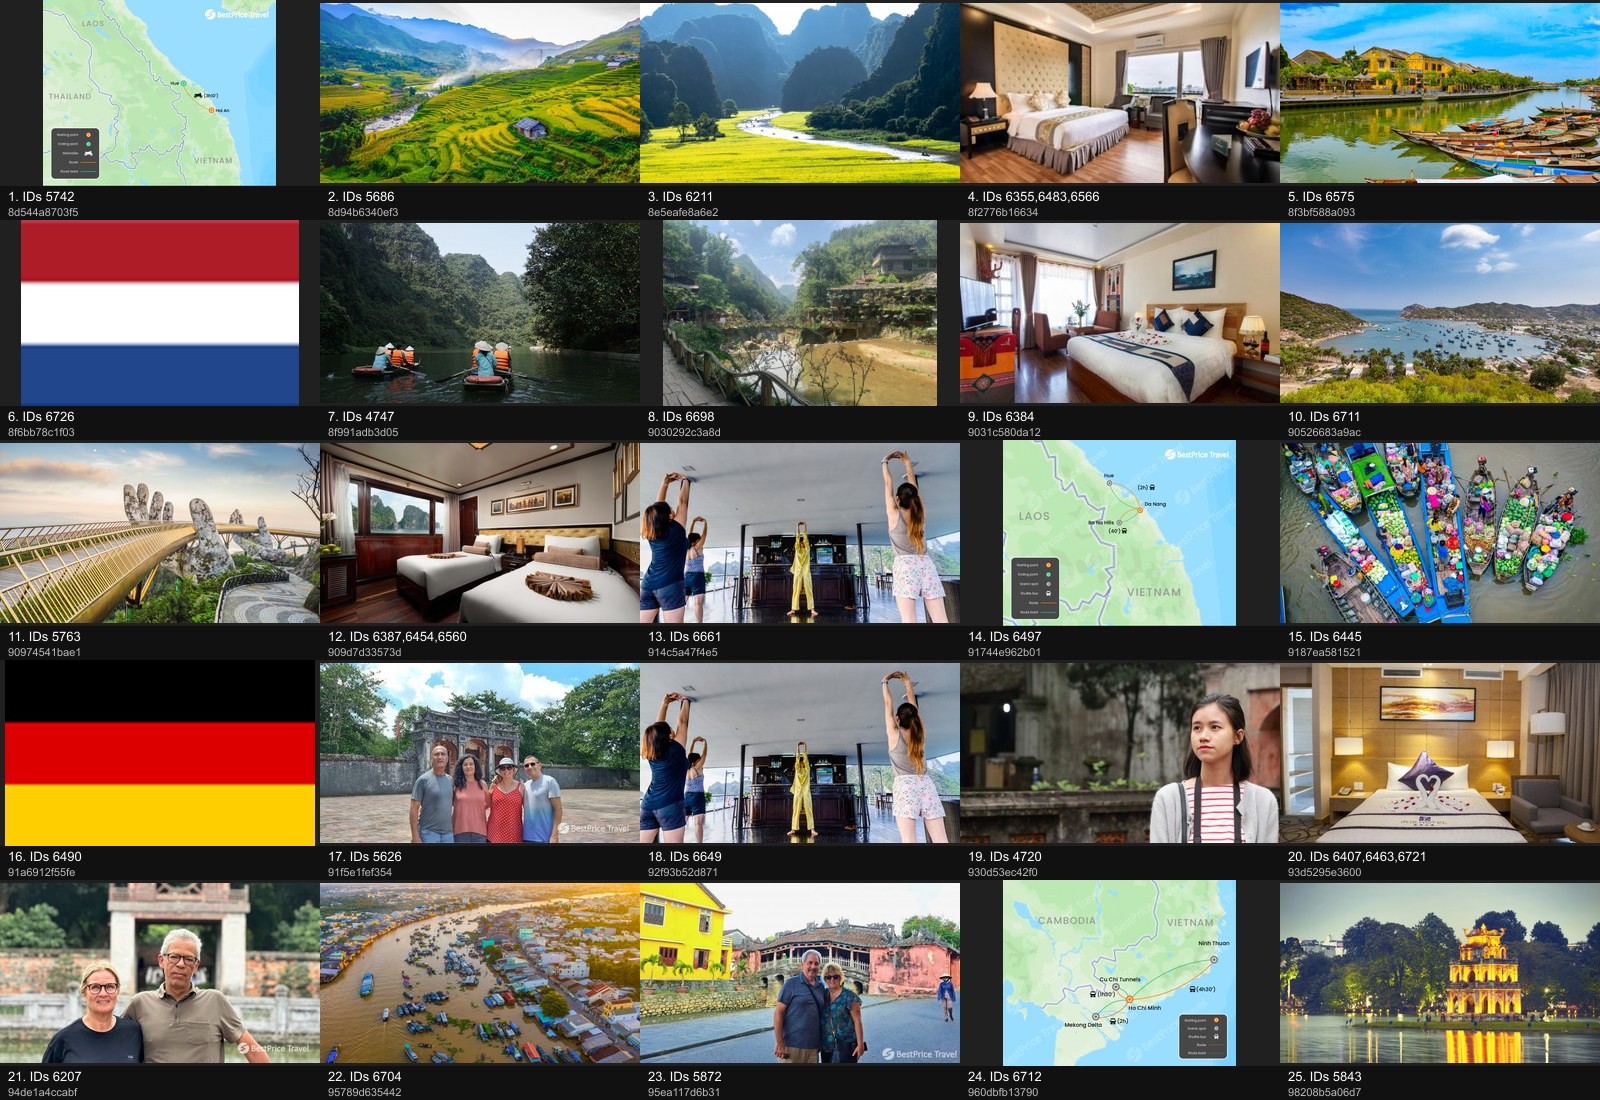 LAOS
BestPrice Travel
THAILAND
Hue
(3h0')
Hoi An
VIETNAM
1. IDs 5742
8d544a8703f5
2. IDs 5686
8d94b6340ef3
3. IDs 6211
8e5eafe8a6e2
4. IDs 6355,6483,6566
8f2776b16634
5. IDs 6575
8f3bf588a093
6. IDs 6726
8f6bb78c1f03
7. IDs 4747
8f991adb3d05
8. IDs 6698
9030292c3a8d
9. IDs 6384
9031c580da12
10. IDs 6711
90526683a9ac
BestPrice Travel
Hue
(2h)
Da Nang
LAOS
Ba Na Hills
(40')
VIETNAM
11. IDs 5763
90974541bae1
12. IDs 6387,6454,6560
909d7d33573d
13. IDs 6661
914c5a47f4e5
14. IDs 6497
91744e962b01
15. IDs 6445
9187ea581521
BestPrice Travel
16. IDs 6490
91a6912f55fe
17. IDs 5626
91f5e1fef354
18. IDs 6649
92f93b52d871
19. IDs 4720
930d53ec42f0
20. IDs 6407,6463,6721
93d5295e3600
CAMBODIA
VIETNAM
Ninh Thuan
Cu Chi Tunnels
(1h30')
(4h30')
Ho Chi Minh
Mekong Delta
(2h)
BestPrice Travel
BestPrice Travel
21. IDs 6207
94de1a4ccabf
22. IDs 6704
95789d635442
23. IDs 5872
95ea117d6b31
24. IDs 6712
960dbfb13790
25. IDs 5843
98208b5a06d7